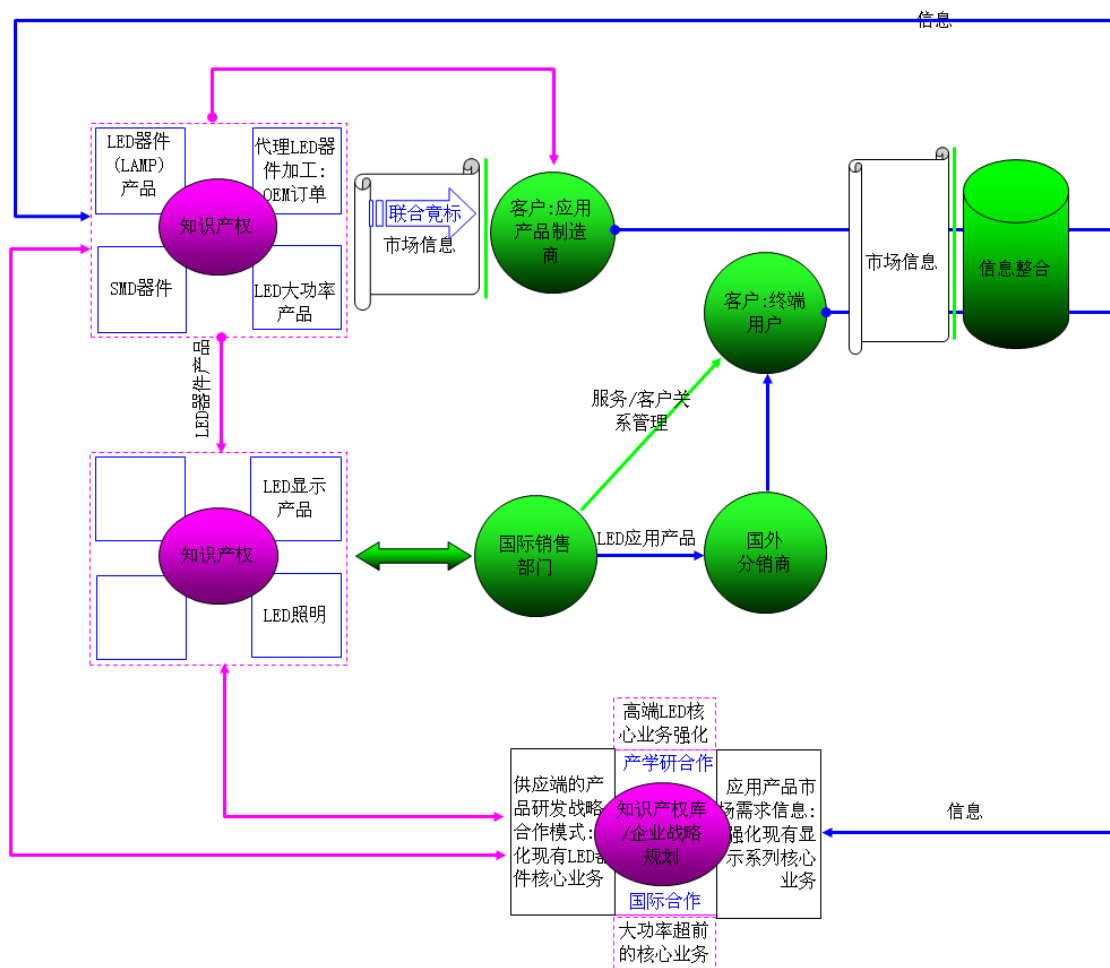 信息
LED器件
(LAMP)
产品
代理LED器
件加工:
OEM订单
知识产权
SMD器件
LED大功率
产品
联合竟标
市场信息
客户:应用
产品制造
商
客户:终端
用户
市场信息
信息整合
LED器件产品
服务/客户关
系管理
LED显示
产品
知识产权
LED照明
国际销售
部门
LED应用产品
国外
分销商
高端LED核
心业务强化
产学研合作
供应端的产
品研发战略
合作模式:
化现有LED器
件核心业务
知识产权库
/企业战略
规划
应用产品市
场需求信息:
强化现有显
示系列核心
业务
国际合作
大功率超前
的核心业务
信息